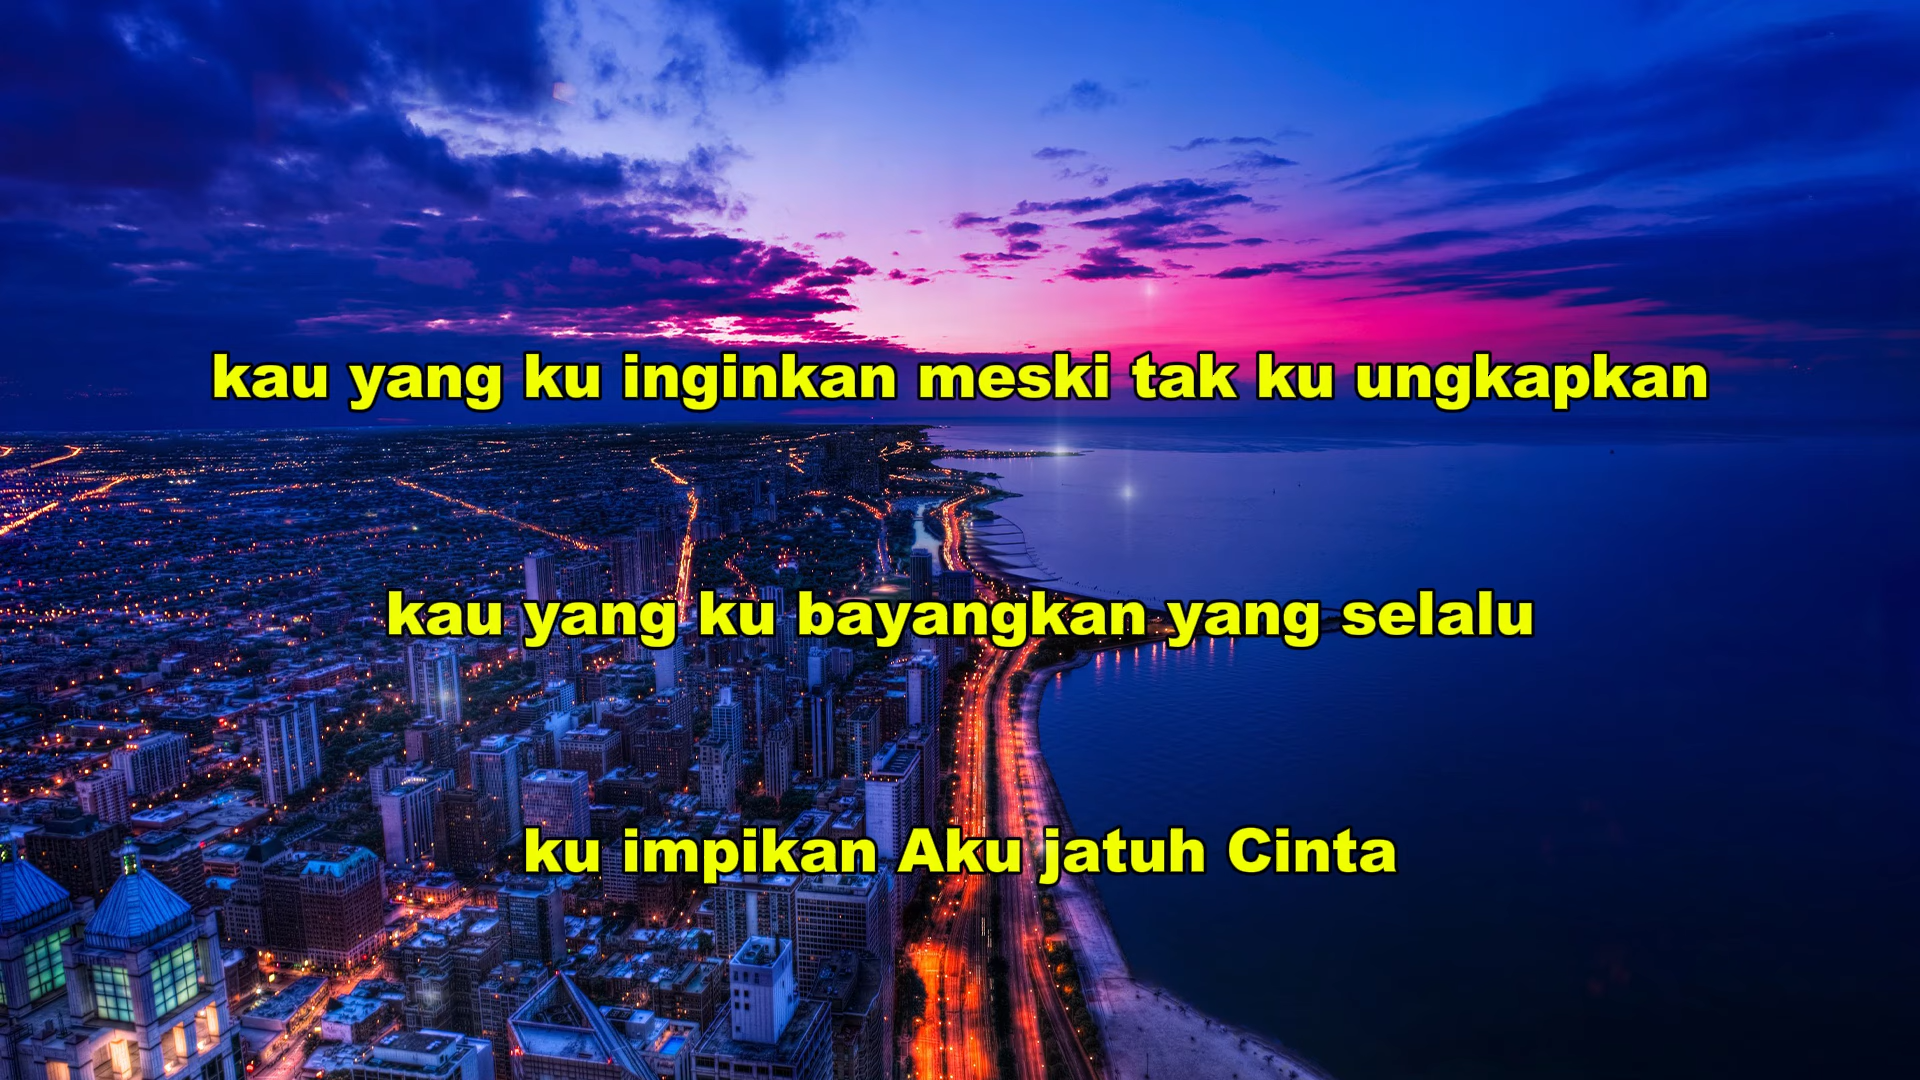 kau yang ku inginkan meski tak ku ungkapkan
kau yang ku bayangkan yang selalu
ku impikan Aku jatuh Cinta